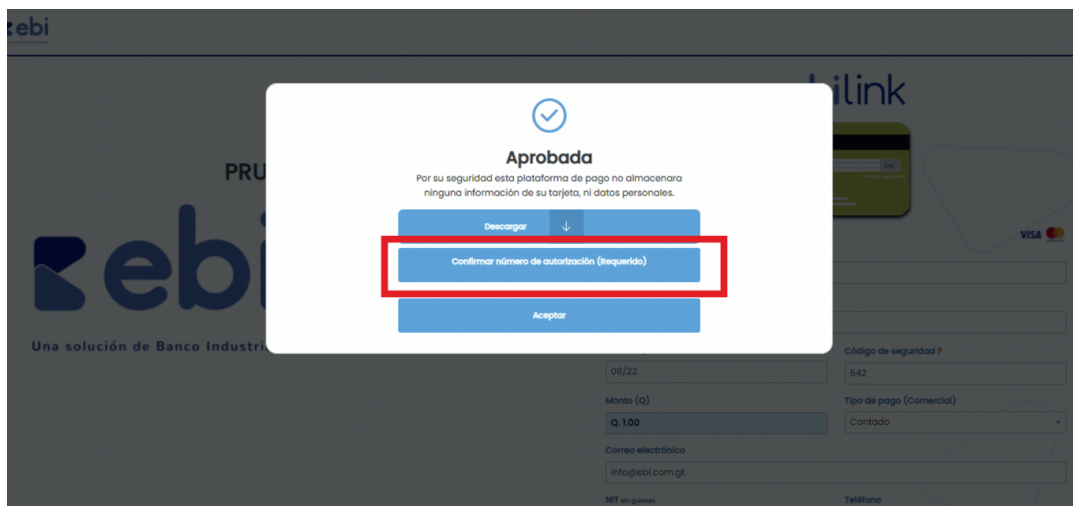 ebi
ilink
Aprobada
Por su seguridad esta plataforma de pago no almacenara
ninguna información de su tarjeta, ni datos personales.
Descargar
Confirmar número de autorización (Requerido)
Aceptar
PRU
ebi
Una solución de Banco Industri
642
VISA
Código de seguridad ?
08/22
642
Monto (Q)
Tipo de pago (Comercial)
Q. 1.00
Contado
Correo electrónico
info@ebi.com.gt
NIT sin guiones
Teléfono